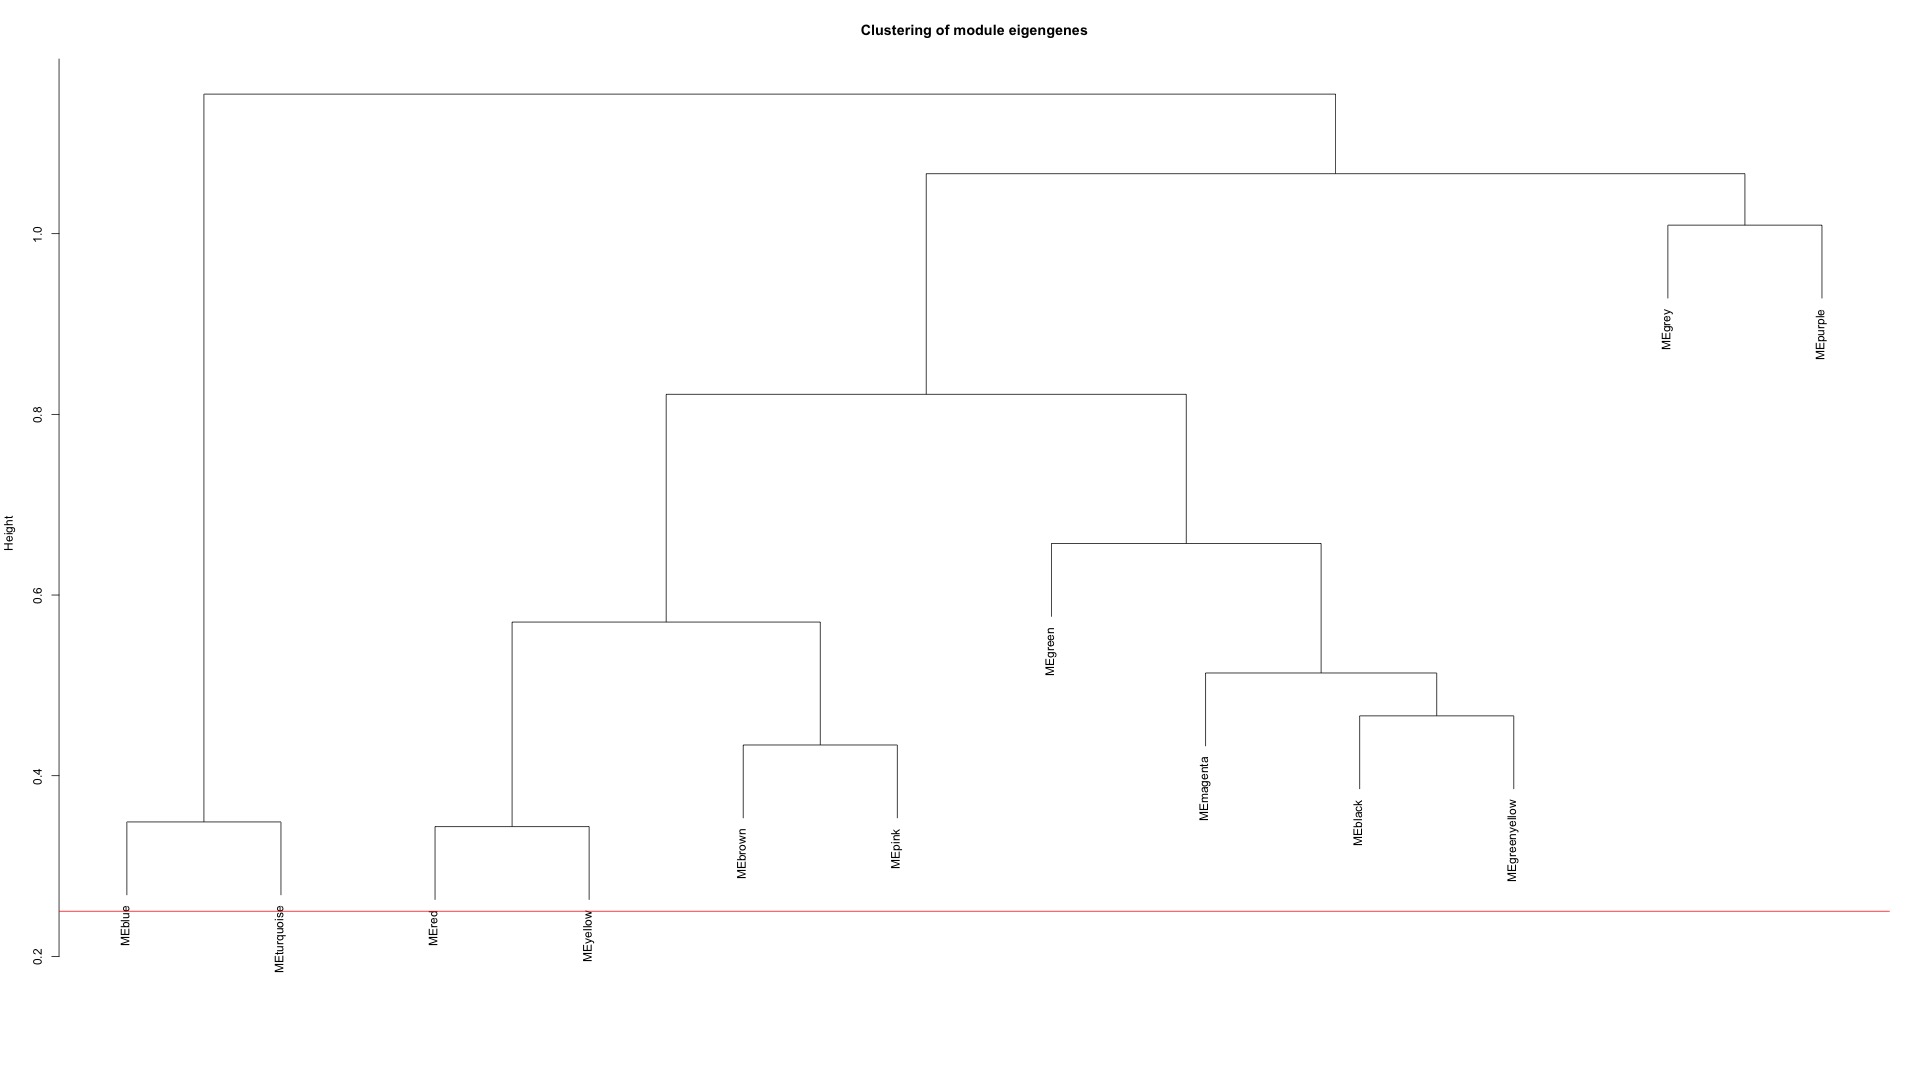 Clustering of module eigengenes
Height
1.0
0.8
0.6
0.4
0.2
MEblue
MEturquoise
MEred
MEyellow
MEbrown
MEpink
MEgreen
MEmagenta
MEblack
MEgreenyellow
MEgrey
MEpurple